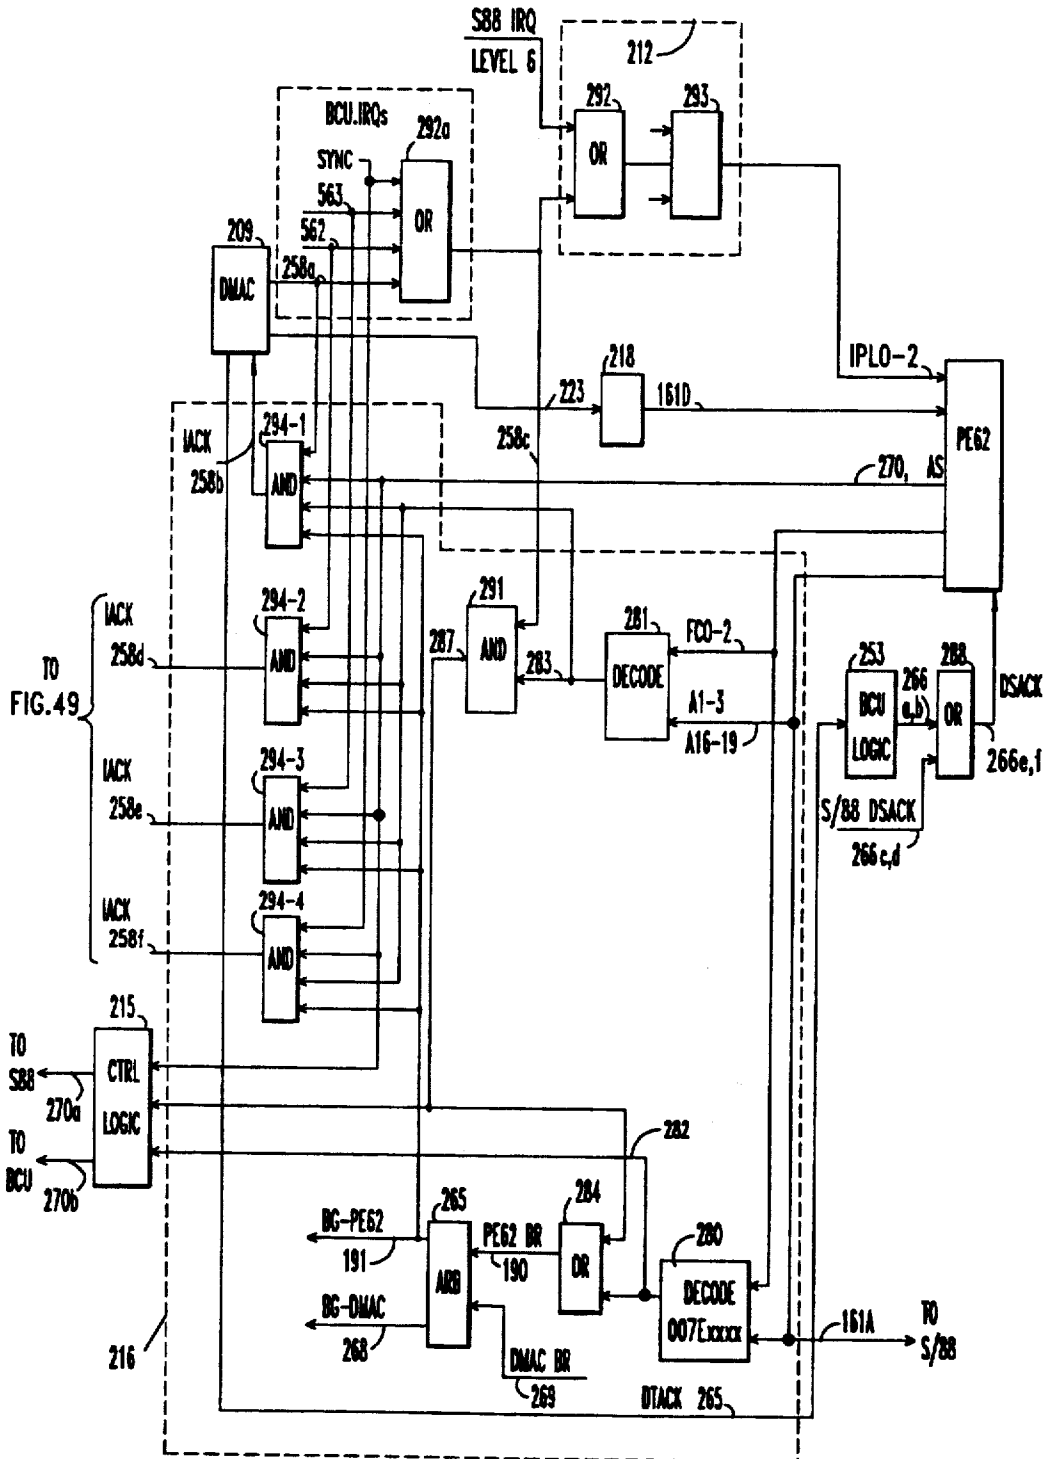 S88 IRQ
LEVEL 6
212
BCU.IRQs
292
293
292a
OR
SYNC
563
OR
562
209
258a
DMAC
218
IPL0-2
223
161D
294-1
IACK
258b
258c
PE62
AND
270, AS
294-2
291
281
IACK
287
FC0-2
253
288
258d
AND
AND
283
DECODE
266
a,b
DSACK
TO
FIG.49
A1-3
A16-19
BCU
LOGIC
OR
266e,f
294-3
IACK
258e
AND
S/88 DSACK
266c,d
294-4
IACK
258f
AND
215
TO
S88
CTRL
270a
LOGIC
TO
BCU
270b
282
265
284
BG-PE62
PE62 BR
280
191
190
OR
ARB
DECODE
BG-DMAC
007Exxxx
161A
TO
S/88
268
216
DMAC BR
269
DTACK 265